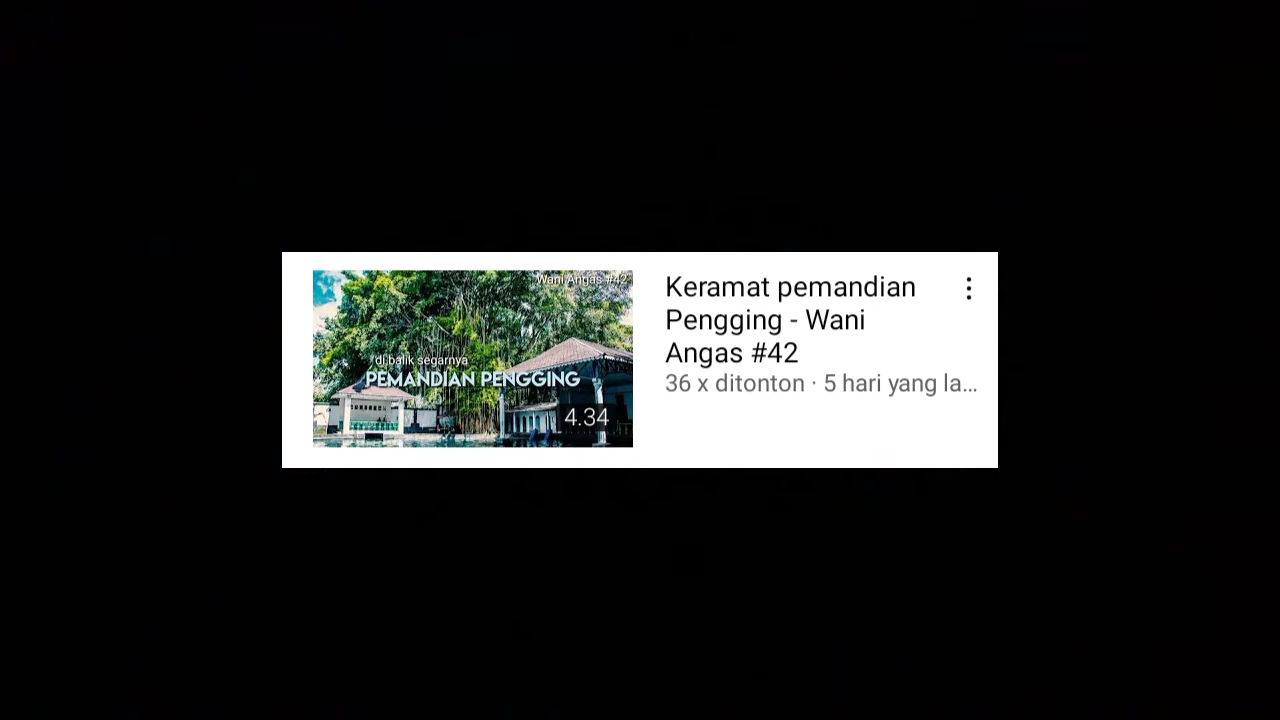 Wani Angas #42
di balik segarnya
PEMANDIAN PENGGING
4.34
Keramat pemandian
Pengging - Wani
Angas #42
36 x ditonton · 5 hari yang la...